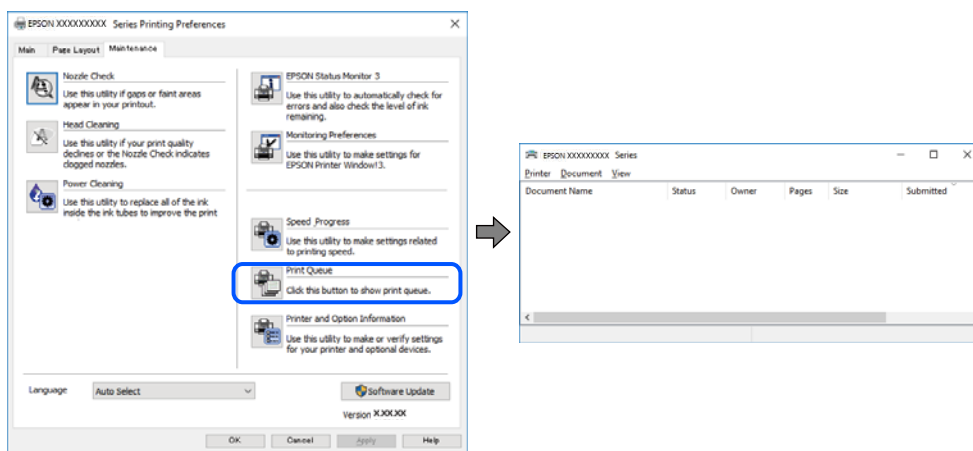 EPSON XXXXXXXXX Series Printing Preferences
Main Page Layout Maintenance
Nozzle Check
Use this utility if gaps or faint areas
appear in your printout.
Head Cleaning
Use this utility if your print quality
declines or the Nozzle Check indicates
clogged nozzles.
Power Cleaning
Use this utility to replace all of the ink
inside the ink tubes to improve the print
EPSON Status Monitor 3
Use this utility to automatically check for
errors and also check the level of ink
remaining.
Monitoring Preferences
Use this utility to make settings for
EPSON Printer Window!3.
Speed Progress
Use this utility to make settings related
to printing speed.
Print Queue
Click this button to show print queue.
Printer and Option Information
Use this utility to make or verify settings
for your printer and optional devices.
Language Auto Select Software Update
Version X.XX.XX
OK Cancel Apply Help
EPSON XXXXXXXXX Series
Printer Document View
Document Name Status Owner Pages Size Submitted